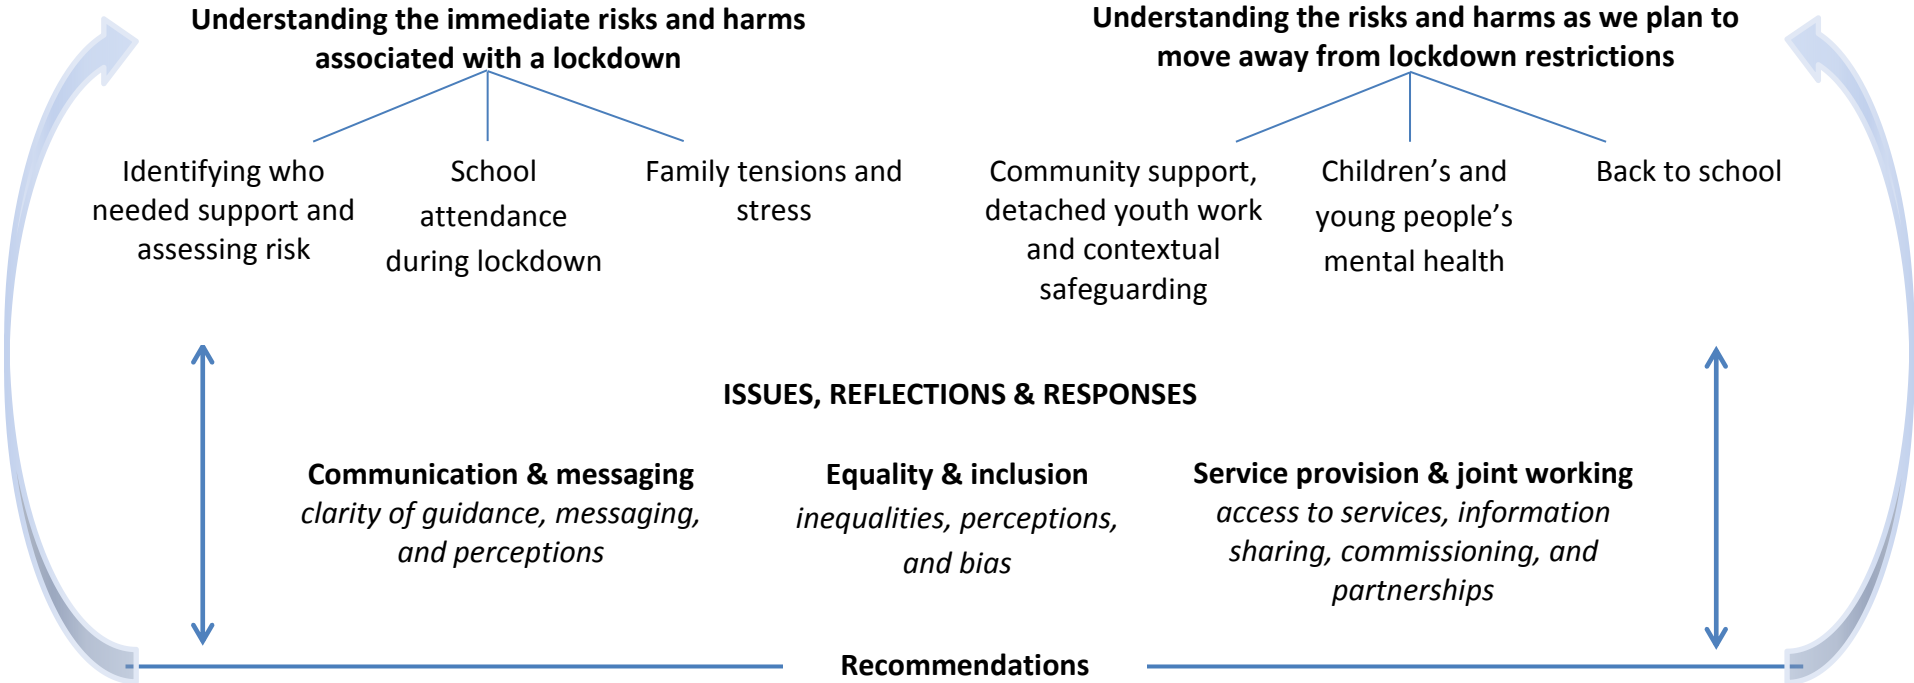 Understanding the immediate risks and harms
associated with a lockdown
Understanding the risks and harms as we plan to
move away from lockdown restrictions
Identifying who
needed support and
assessing risk
School
attendance
during lockdown
Family tensions and
stress
Community support,
detached youth work
and contextual
safeguarding
Children’s and
young people’s
mental health
Back to school
ISSUES, REFLECTIONS & RESPONSES
Communication & messaging
clarity of guidance, messaging,
and perceptions
Equality & inclusion
inequalities, perceptions,
and bias
Service provision & joint working
access to services, information
sharing, commissioning, and
partnerships
Recommendations